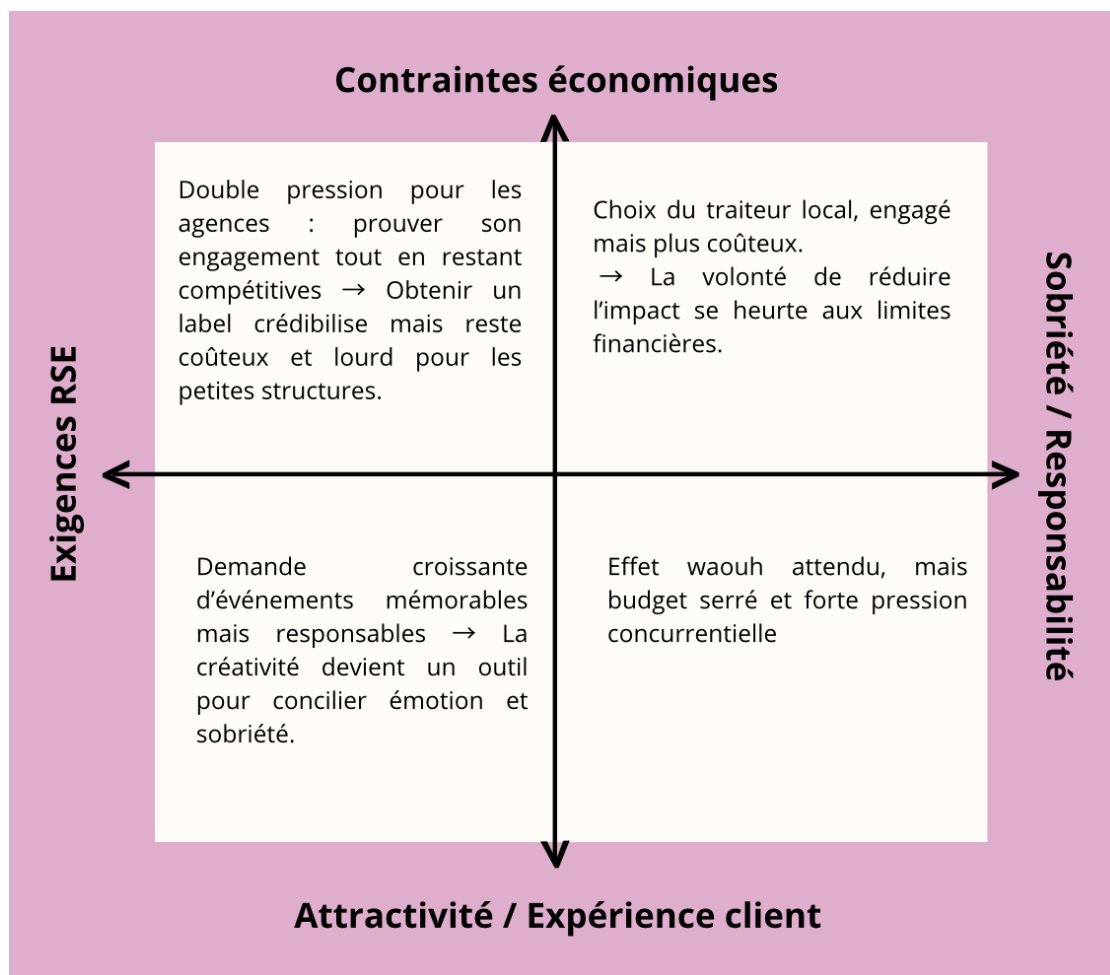 Contraintes économiques
Double pression pour les
agences : prouver son
engagement tout en restant
compétitives → Obtenir un
label crédibilise mais reste
coûteux et lourd pour les
petites structures.
Choix du traiteur local, engagé
mais plus coûteux.
→ La volonté de réduire
l’impact se heurte aux limites
financières.
Exigences RSE
Sobriété / Responsabilité
Demande croissante
d’événements mémorables
mais responsables → La
créativité devient un outil
pour concilier émotion et
sobriété.
Effet waouh attendu, mais
budget serré et forte pression
concurrentielle
Attractivité / Expérience client